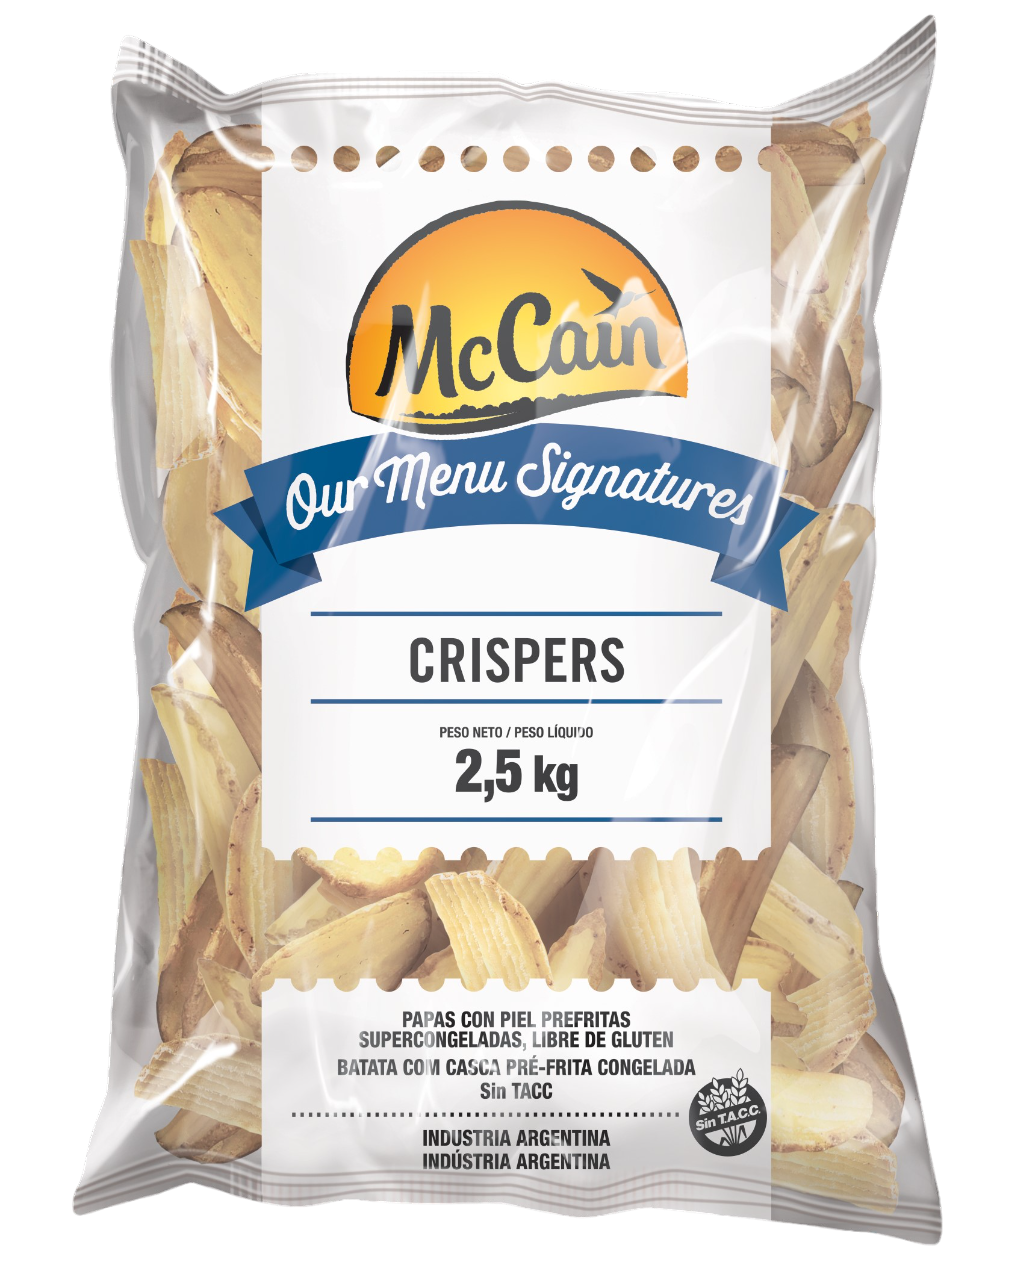 McCain
Our Menu Signatures
CRISPERS
PESO NETO / PESO LÍQUIDO
2,5 kg
PAPAS CON PIEL PREFRITAS
SUPERCONGELADAS, LIBRE DE GLUTEN
BATATA COM CASCA PRÉ-FRITA CONGELADA
Sin TACC
Sin T.A.C.C.
INDUSTRIA ARGENTINA
INDÚSTRIA ARGENTINA